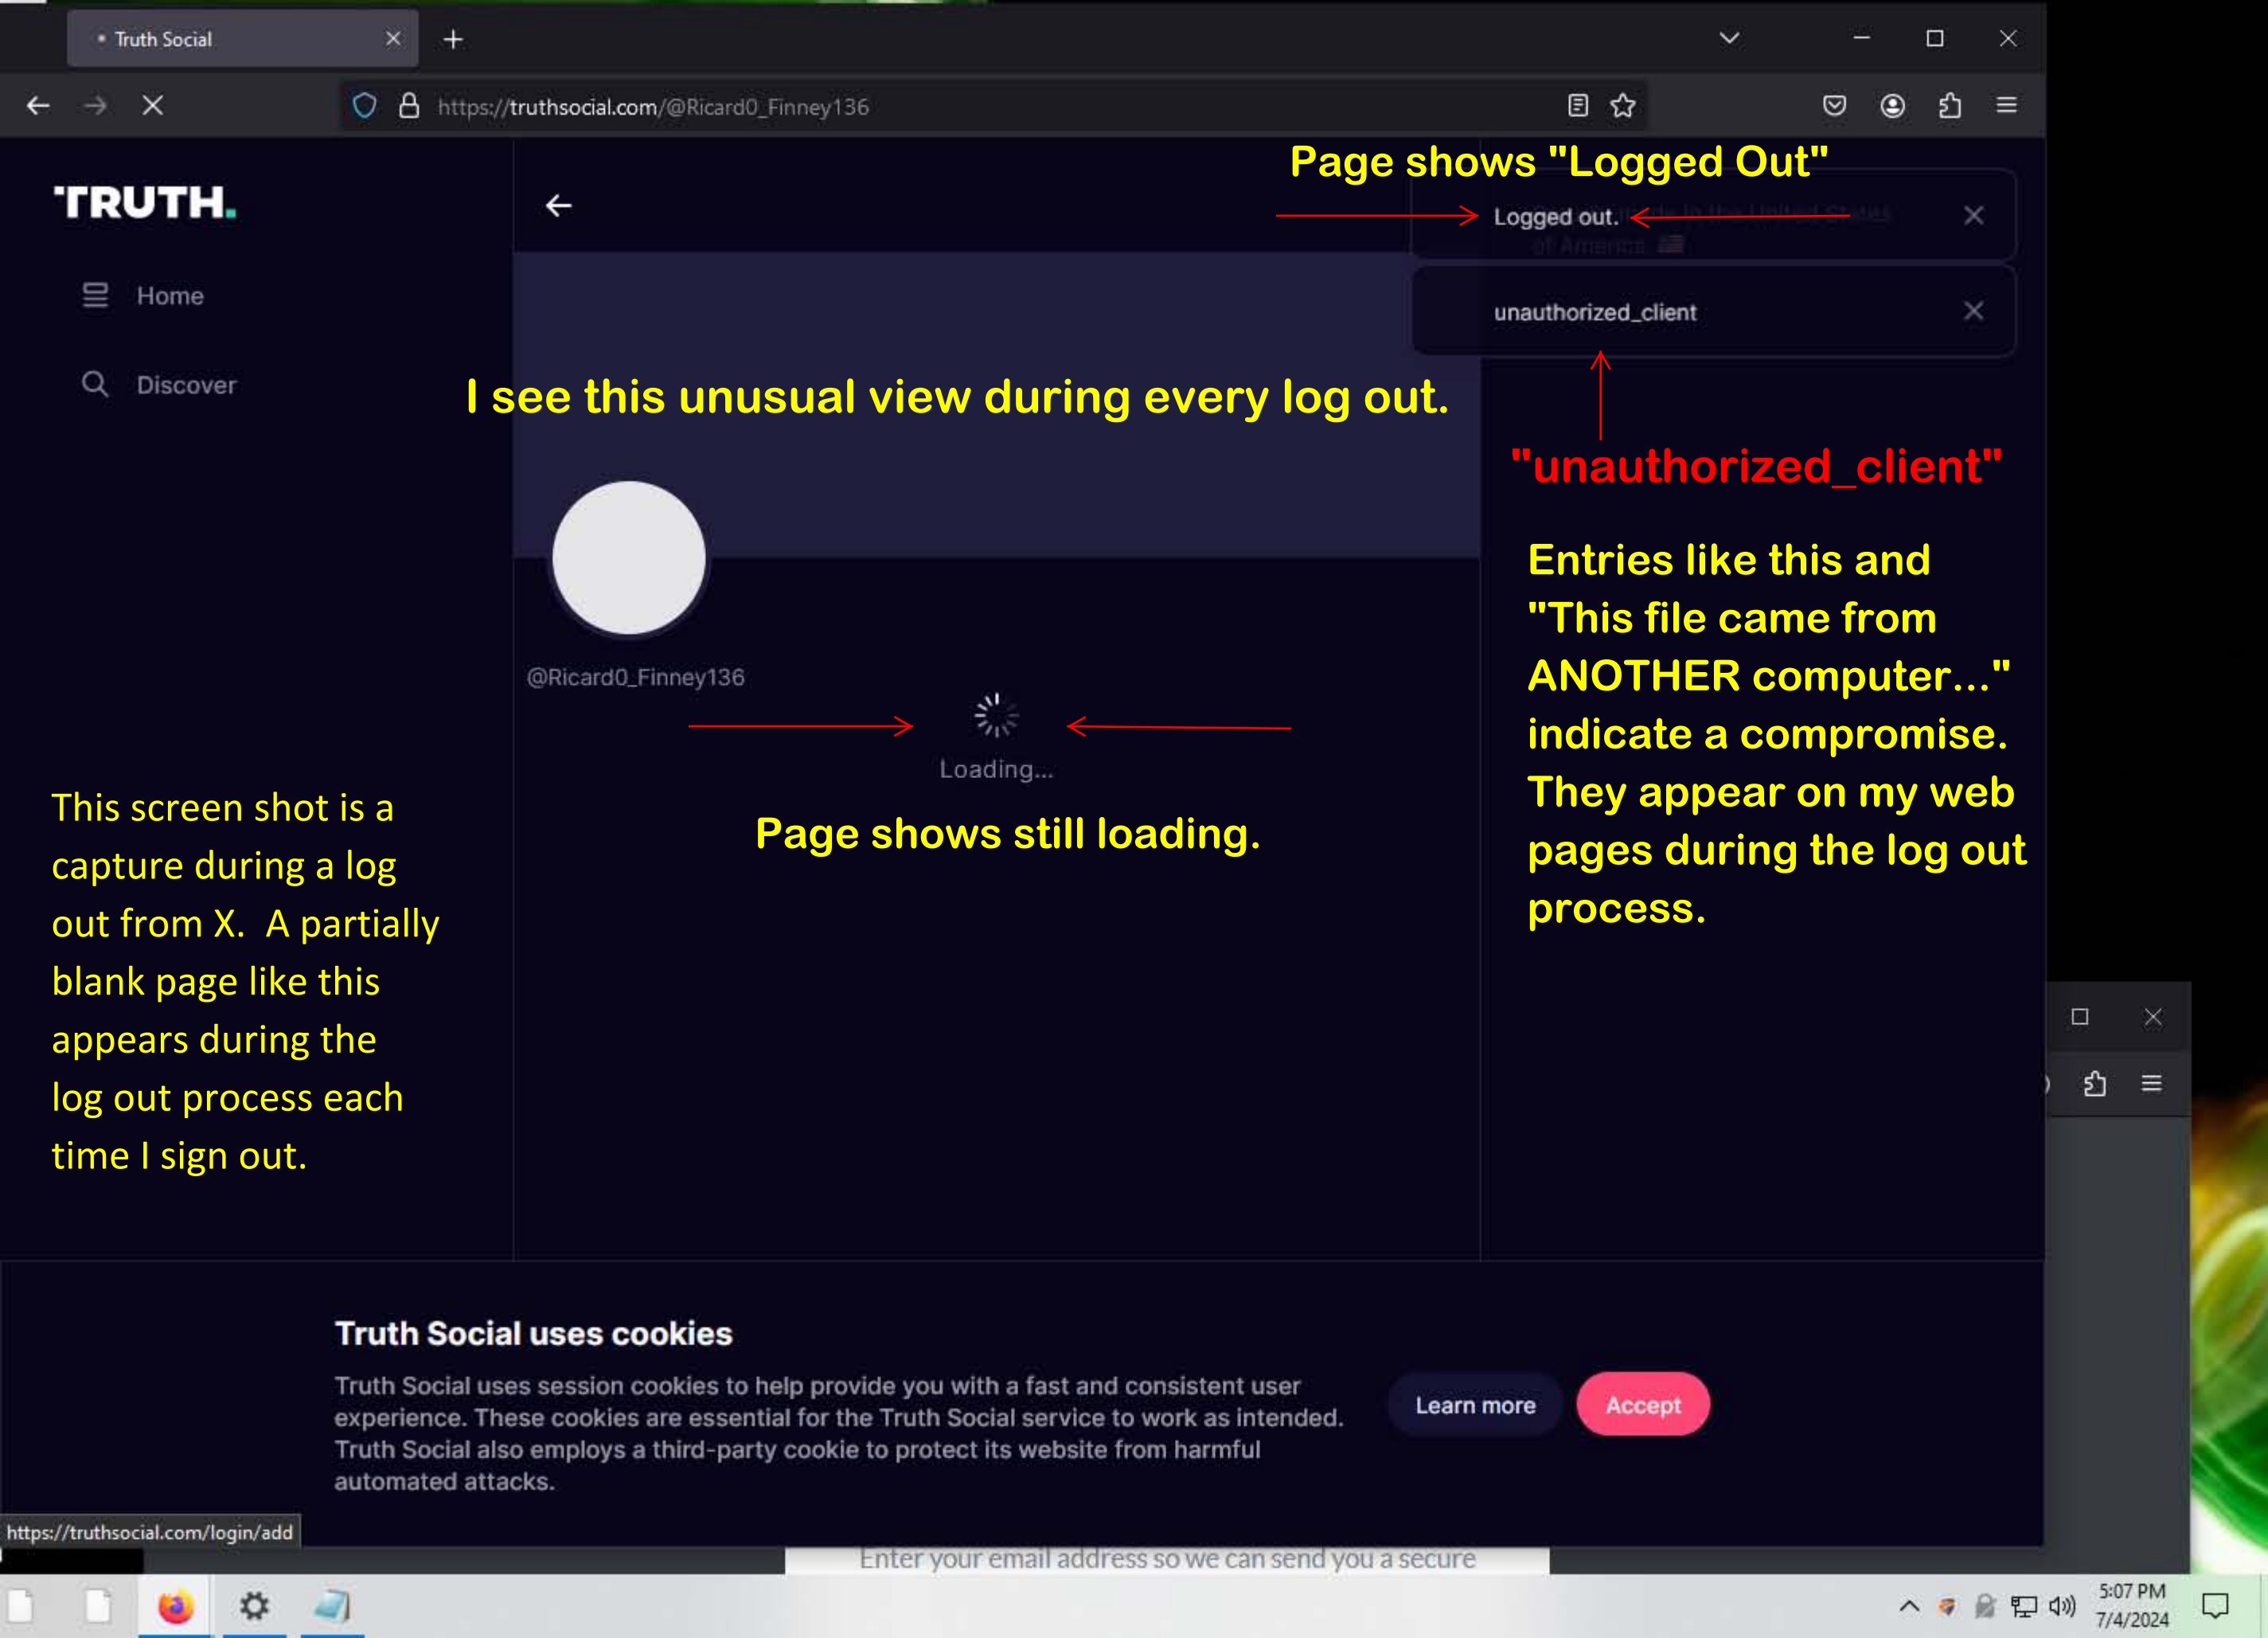 Truth Social
https://truthsocial.com/@Ricard0_Finney136
Page shows "Logged Out"
TRUTH.
Logged out.
in the United States
of America
Home
unauthorized_client
Discover
I see this unusual view during every log out.
"unauthorized_client"
Entries like this and
"This file came from
ANOTHER computer..."
indicate a compromise.
They appear on my web
pages during the log out
process.
@Ricard0_Finney136
Loading...
Page shows still loading.
This screen shot is a
capture during a log
out from X. A partially
blank page like this
appears during the
log out process each
time I sign out.
Truth Social uses cookies
Truth Social uses session cookies to help provide you with a fast and consistent user
experience. These cookies are essential for the Truth Social service to work as intended.
Truth Social also employs a third-party cookie to protect its website from harmful
automated attacks.
Learn more
Accept
https://truthsocial.com/login/add
Enter your email address so we can send you a secure
5:07 PM
7/4/2024